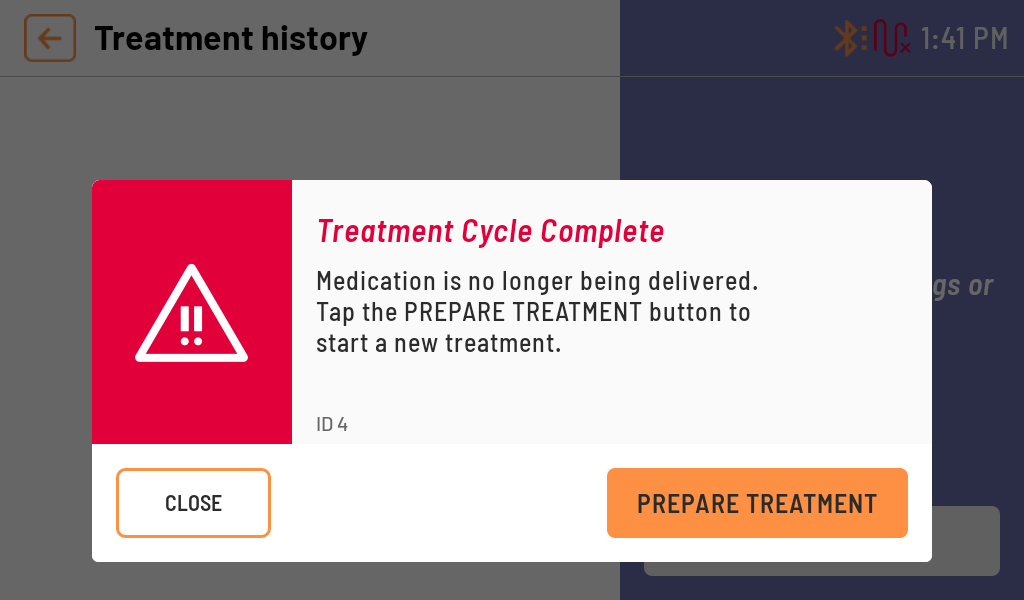 Treatment history
1:41 PM
gs or
Treatment Cycle Complete
Medication is no longer being delivered.
Tap the PREPARE TREATMENT button to
start a new treatment.
ID 4
CLOSE
PREPARE TREATMENT